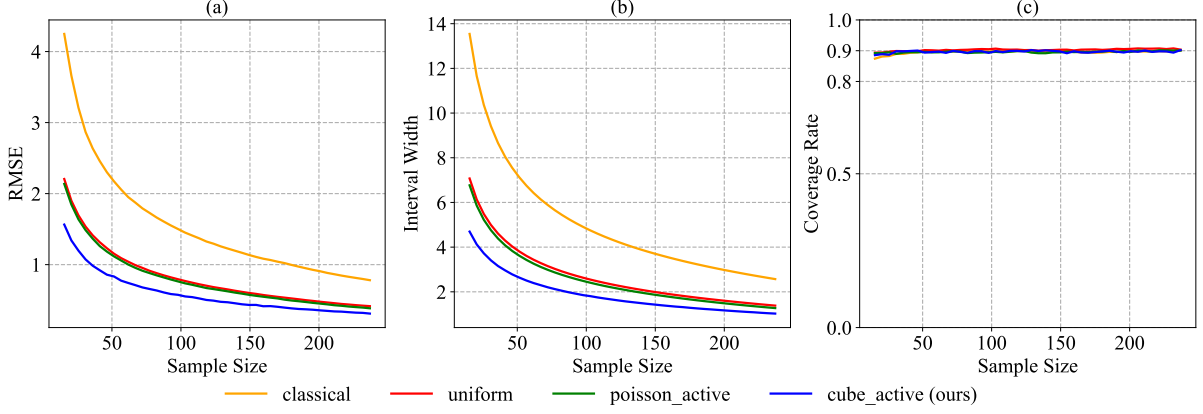 (a)
(b)
(c)
RMSE
4
3
2
1
50
100
150
200
Sample Size
Interval Width
14
12
10
8
6
4
2
50
100
150
200
Sample Size
Coverage Rate
1.0
0.9
0.8
0.5
0.0
50
100
150
200
Sample Size
classical
uniform
poisson_active
cube_active (ours)